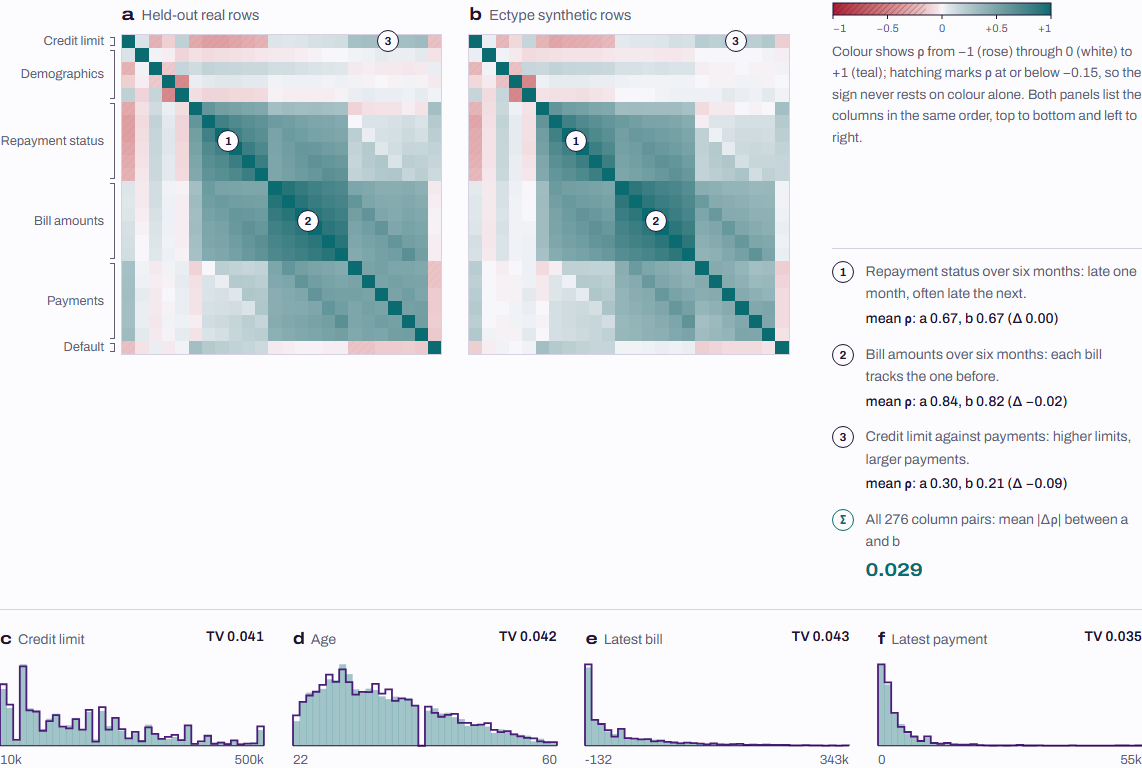 a Held-out real rows
b Ectype synthetic rows
Credit limit
Demographics
Repayment status
Bill amounts
Payments
Default
3
1
2
3
1
2
−1 −0.5 0 +0.5 +1
Colour shows ρ from −1 (rose) through 0 (white) to
+1 (teal); hatching marks ρ at or below −0.15, so the
sign never rests on colour alone. Both panels list the
columns in the same order, top to bottom and left to
right.
1 Repayment status over six months: late one
month, often late the next.
mean ρ: a 0.67, b 0.67 (Δ 0.00)
2 Bill amounts over six months: each bill
tracks the one before.
mean ρ: a 0.84, b 0.82 (Δ −0.02)
3 Credit limit against payments: higher limits,
larger payments.
mean ρ: a 0.30, b 0.21 (Δ −0.09)
Σ All 276 column pairs: mean |Δρ| between a
and b
0.029
c Credit limit TV 0.041
10k 500k
d Age TV 0.042
22 60
e Latest bill TV 0.043
-132 343k
f Latest payment TV 0.035
0 55k